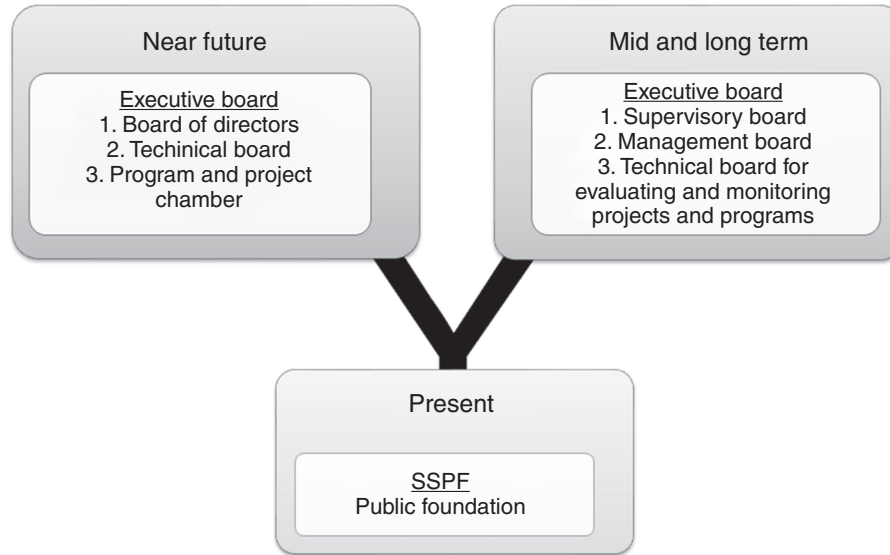 Near future
Executive board
1. Board of directors
2. Techinical board
3. Program and project
chamber
Mid and long term
Executive board
1. Supervisory board
2. Management board
3. Technical board for
evaluating and monitoring
projects and programs
Present
SSPF
Public foundation